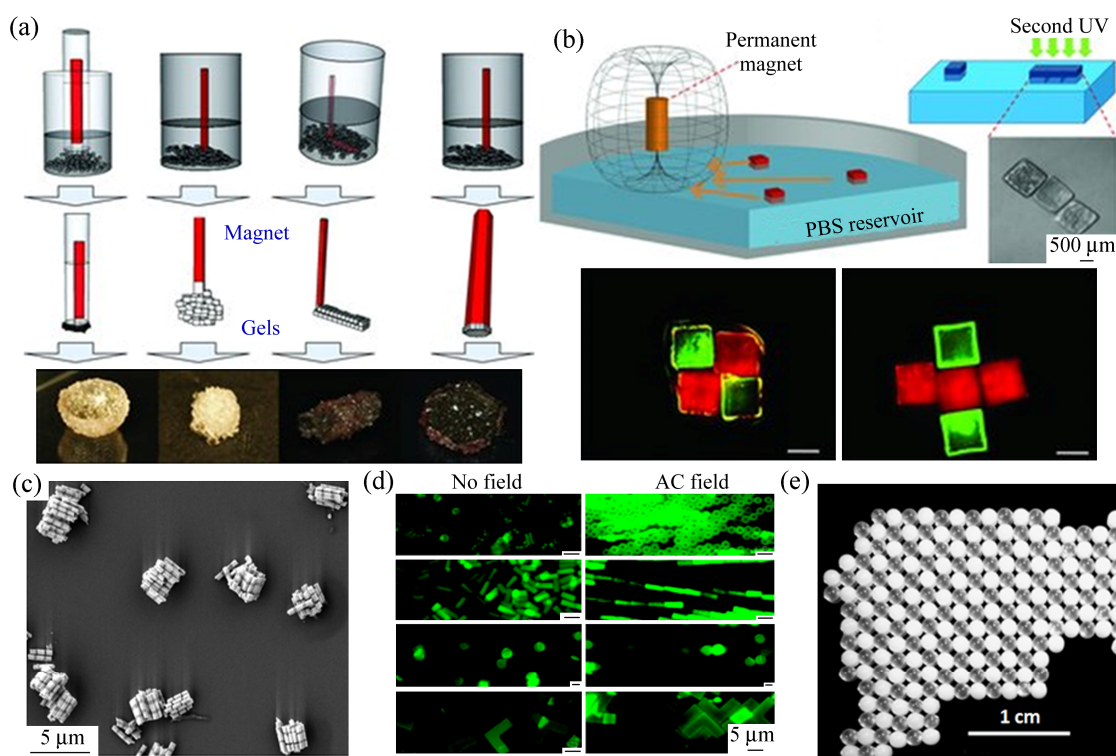 (a)
Magnet
Gels
(b)
Permanent
magnet
PBS reservoir
Second UV
500 μm
(c)
5 μm
(d)
No field
AC field
5 μm
(e)
1 cm